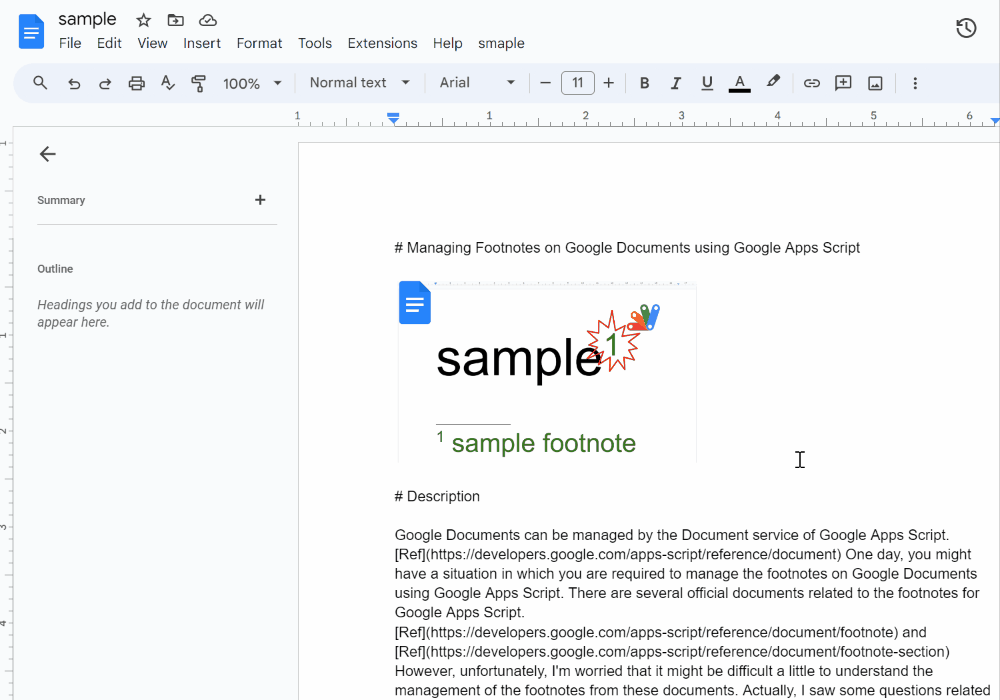 sample
File Edit View Insert Format Tools Extensions Help smaple
100% Normal text Arial 11 B I U A
1 1 2 3 4 5 6
Summary
Outline
Headings you add to the document will
appear here.
1
1
2
3
4
# Managing Footnotes on Google Documents using Google Apps Script
sample1
1 sample footnote
# Description
Google Documents can be managed by the Document service of Google Apps Script.
[Ref](https://developers.google.com/apps-script/reference/document) One day, you might
have a situation in which you are required to manage the footnotes on Google Documents
using Google Apps Script. There are several official documents related to the footnotes for
Google Apps Script.
[Ref](https://developers.google.com/apps-script/reference/document/footnote) and
[Ref](https://developers.google.com/apps-script/reference/document/footnote-section)
However, unfortunately, I'm worried that it might be difficult a little to understand the
management of the footnotes from these documents. Actually, I saw some questions related